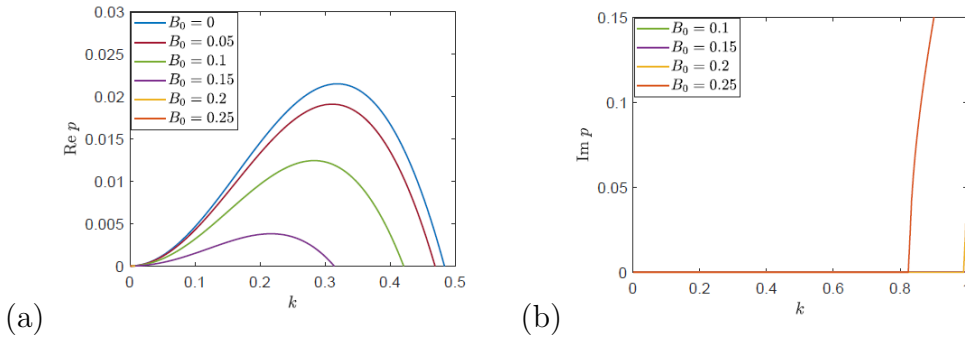 0.03
0.025
0.02
0.015
0.01
0.005
0
Re p
B₀ = 0
B₀ = 0.05
B₀ = 0.1
B₀ = 0.15
B₀ = 0.2
B₀ = 0.25
0 0.1 0.2 0.3 0.4 0.5
k
(a)
0.15
0.1
0.05
0
Im p
B₀ = 0.1
B₀ = 0.15
B₀ = 0.2
B₀ = 0.25
0 0.2 0.4 0.6 0.8
k
(b)